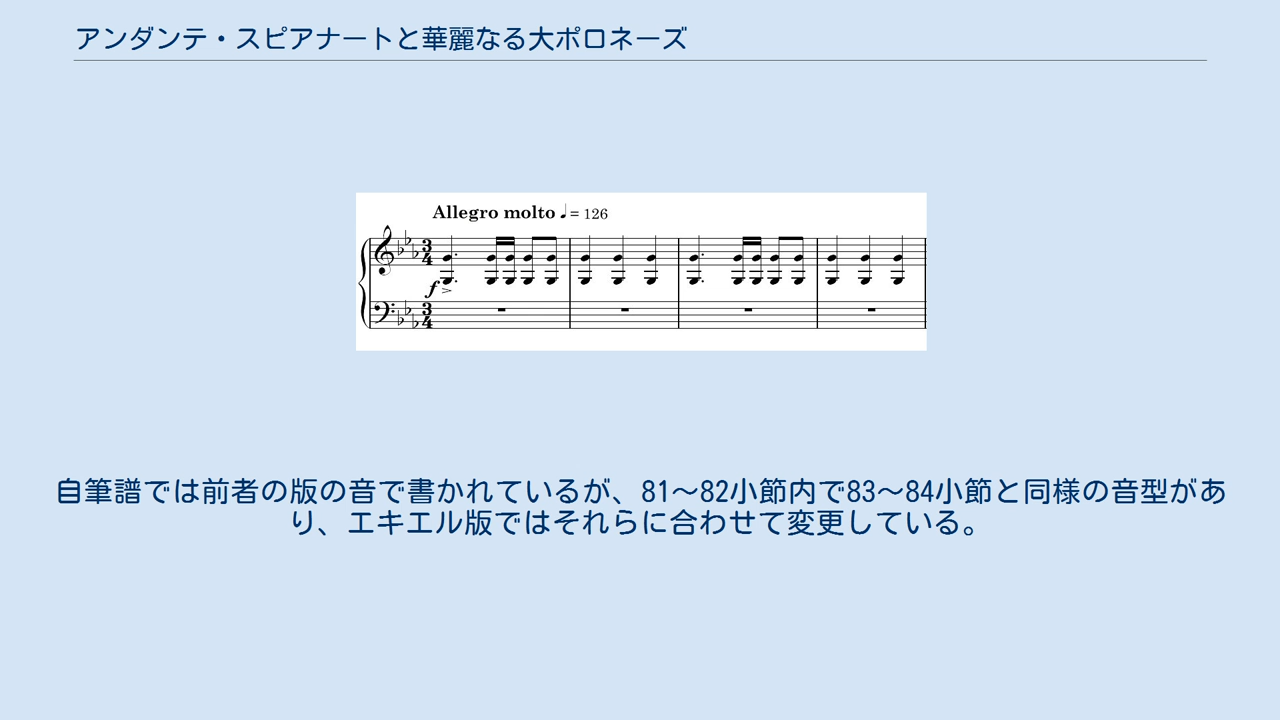 アンダンテ・スピアナートと華麗なる大ポロネーズ
Allegro molto ♩= 126
f
自筆譜では前者の版の音で書かれているが、81～82小節内で83～84小節と同様の音型があ
り、エキエル版ではそれらに合わせて変更している。